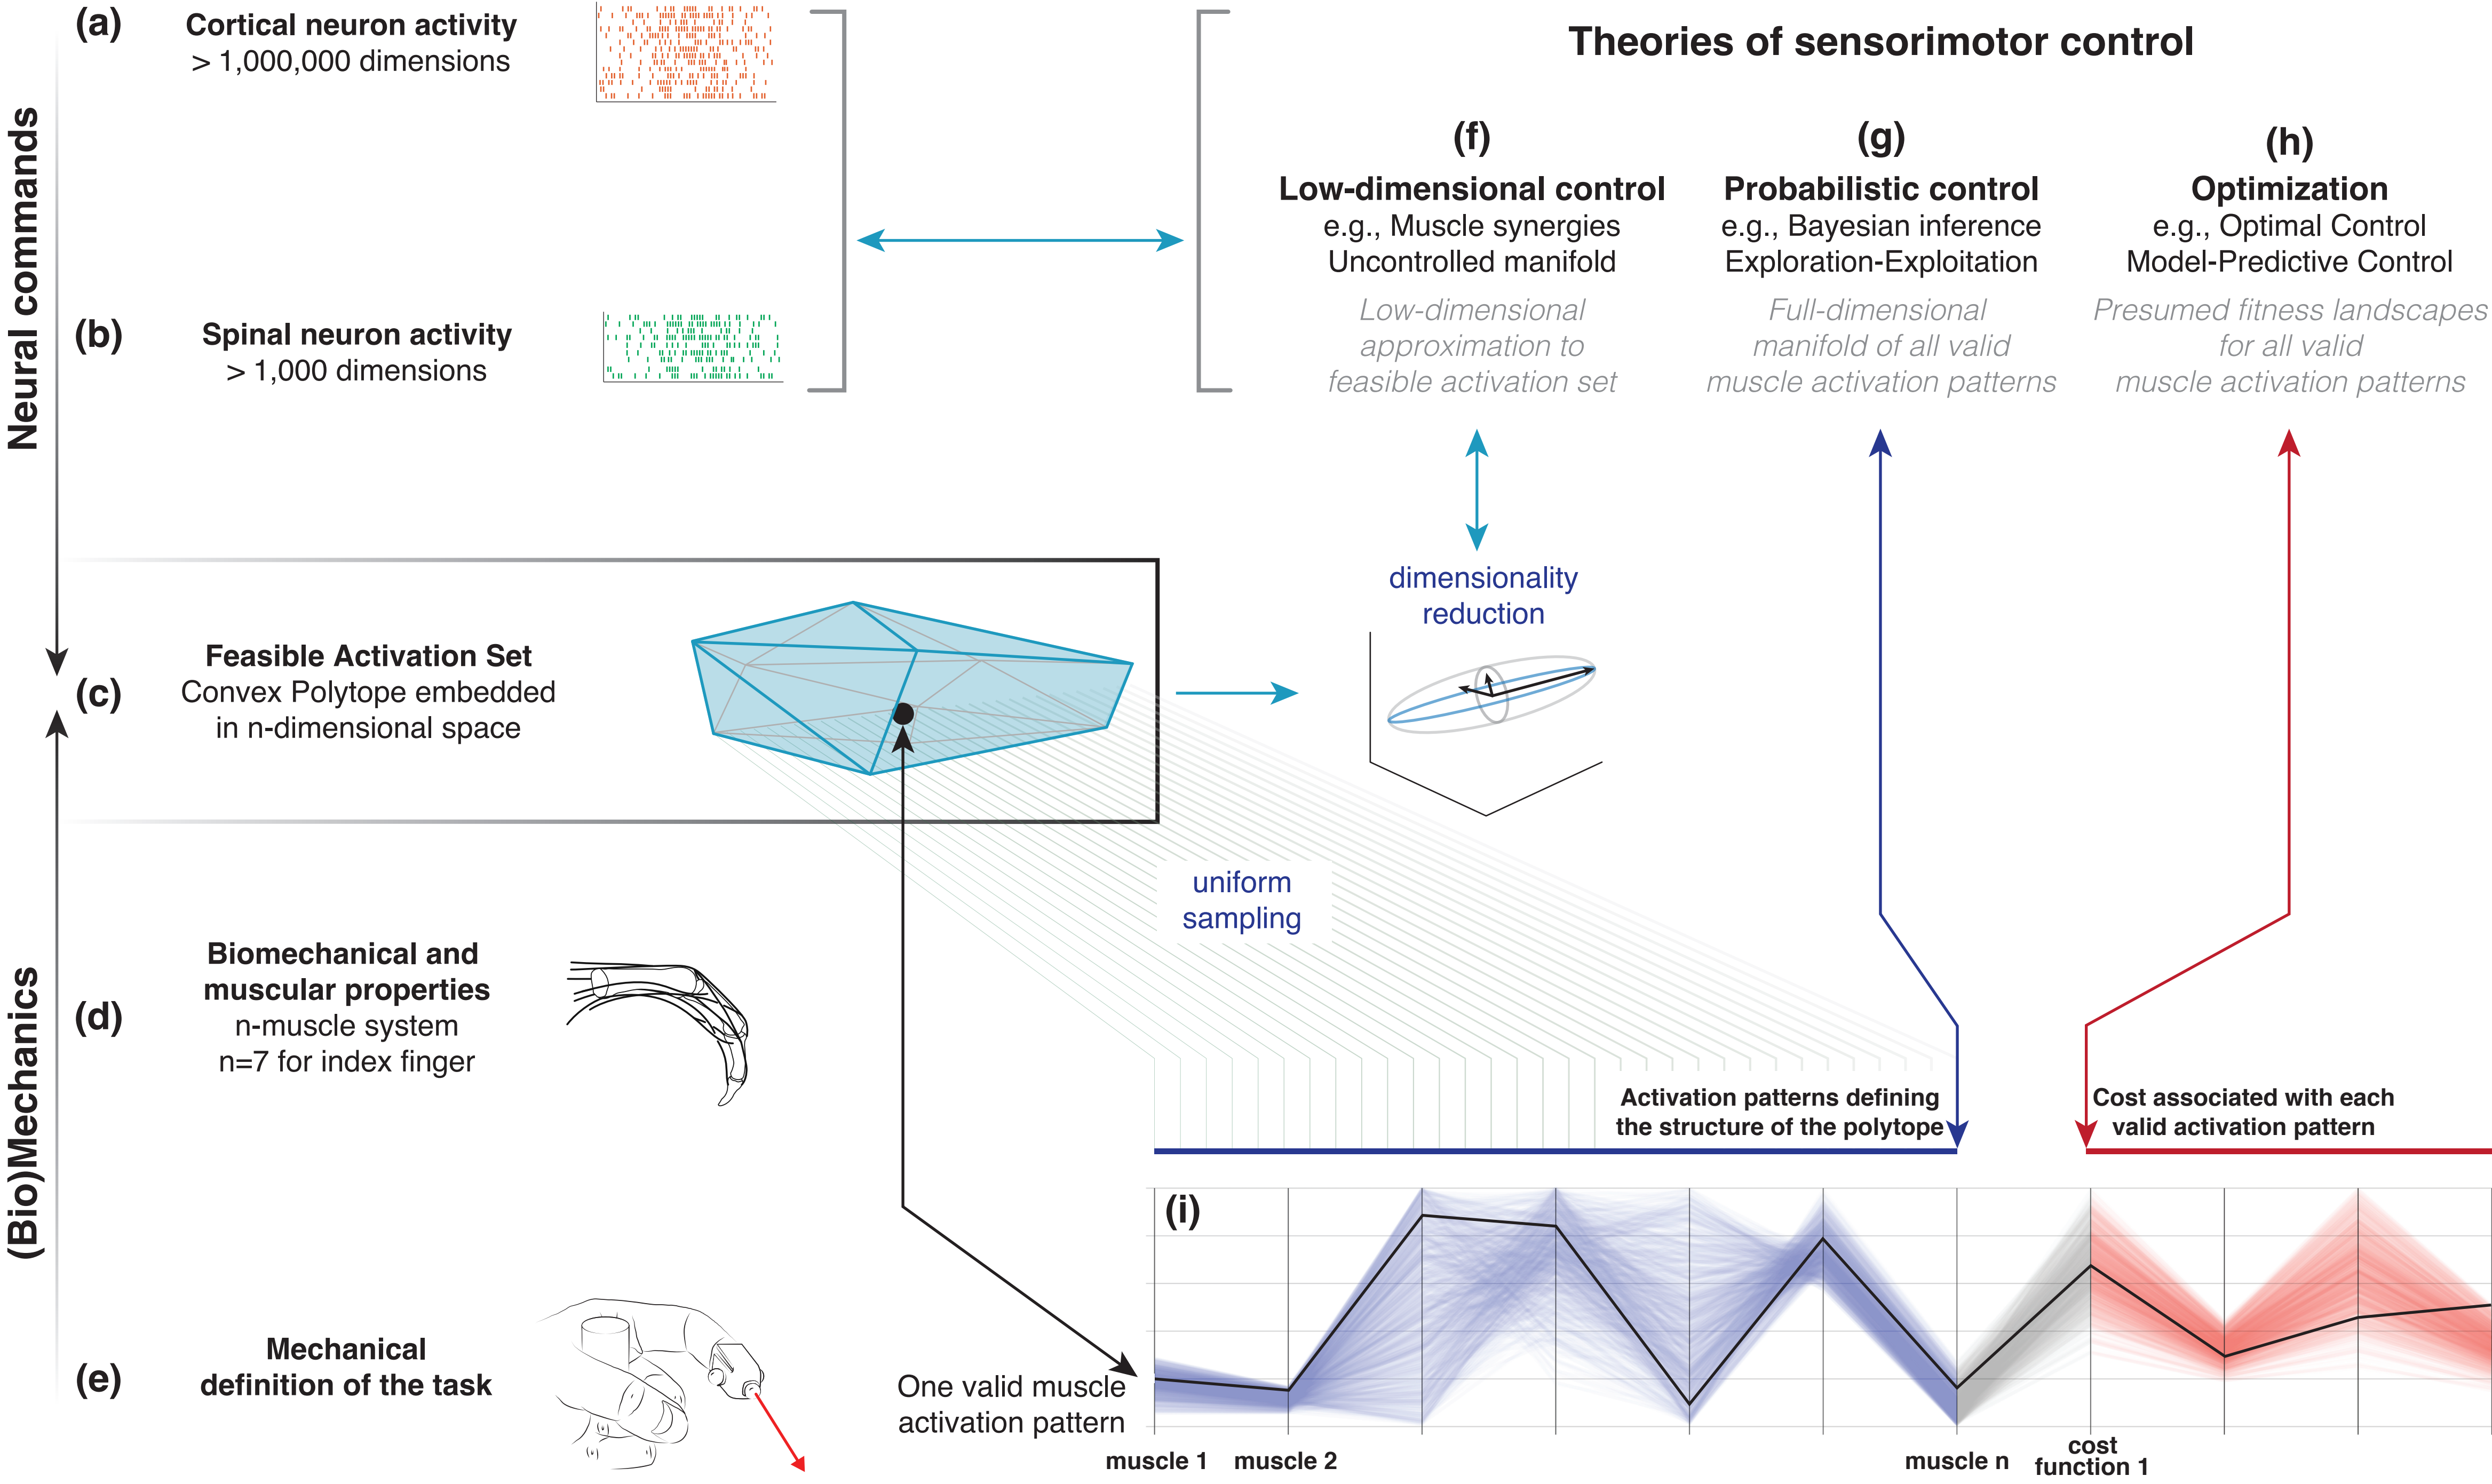 (a)
Cortical neuron activity
> 1,000,000 dimensions
Theories of sensorimotor control
Neural commands
(b)
Spinal neuron activity
> 1,000 dimensions
(f)
Low-dimensional control
e.g., Muscle synergies
Uncontrolled manifold
Low-dimensional
approximation to
feasible activation set
(g)
Probabilistic control
e.g., Bayesian inference
Exploration-Exploitation
Full-dimensional
manifold of all valid
muscle activation patterns
(h)
Optimization
e.g., Optimal Control
Model-Predictive Control
Presumed fitness landscapes
for all valid
muscle activation patterns
(c)
Feasible Activation Set
Convex Polytope embedded
in n-dimensional space
dimensionality
reduction
uniform
sampling
(Bio)Mechanics
(d)
Biomechanical and
muscular properties
n-muscle system
n=7 for index finger
Activation patterns defining
the structure of the polytope
Cost associated with each
valid activation pattern
(e)
Mechanical
definition of the task
One valid muscle
activation pattern
(i)
muscle 1
muscle 2
muscle n
cost
function 1